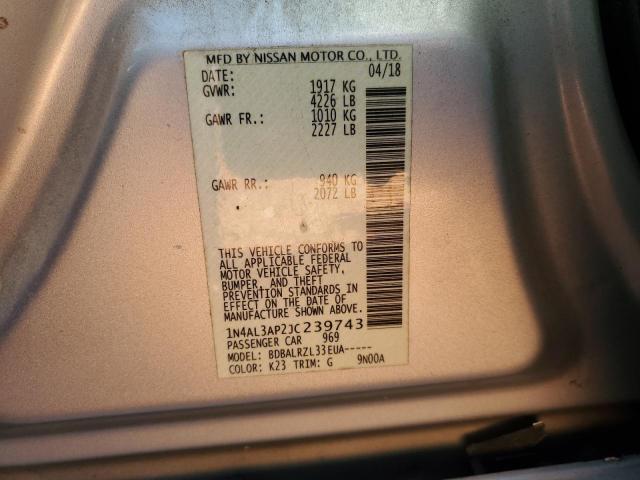 MFD BY NISSAN MOTOR CO., LTD.
DATE: 04/18
GVWR: 1917 KG
4226 LB
GAWR FR.: 1010 KG
2227 LB
GAWR RR.: 940 KG
2072 LB
THIS VEHICLE CONFORMS TO
ALL APPLICABLE FEDERAL
MOTOR VEHICLE SAFETY,
BUMPER, AND THEFT
PREVENTION STANDARDS IN
EFFECT ON THE DATE OF
MANUFACTURE SHOWN ABOVE.
1N4AL3AP2JC239743
PASSENGER CAR 969
MODEL: BDBALRZL33EUA-----
COLOR: K23 TRIM: G 9N00A